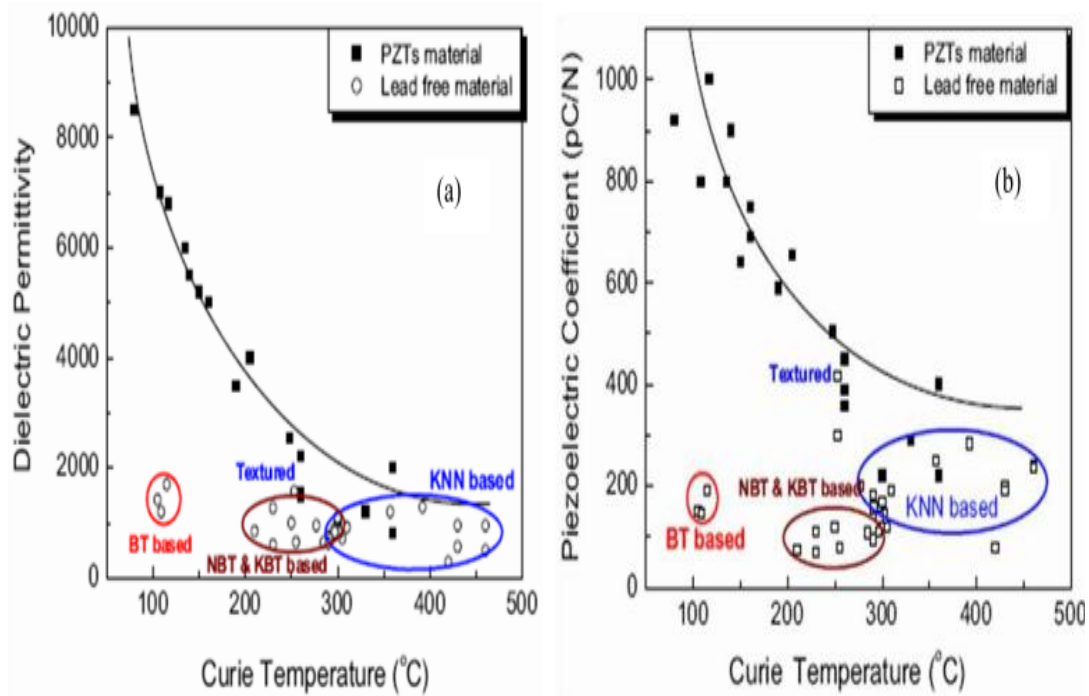 10000
8000
6000
4000
2000
0
Dielectric Permittivity
PZTs material
Lead free material
(a)
Textured
KNN based
BT based
NBT & KBT based
100 200 300 400 500
Curie Temperature (°C)
1000
800
600
400
200
0
Piezoelectric Coefficient (pC/N)
PZTs material
Lead free material
(b)
Textured
NBT & KBT based
KNN based
BT based
100 200 300 400 500
Curie Temperature (°C)